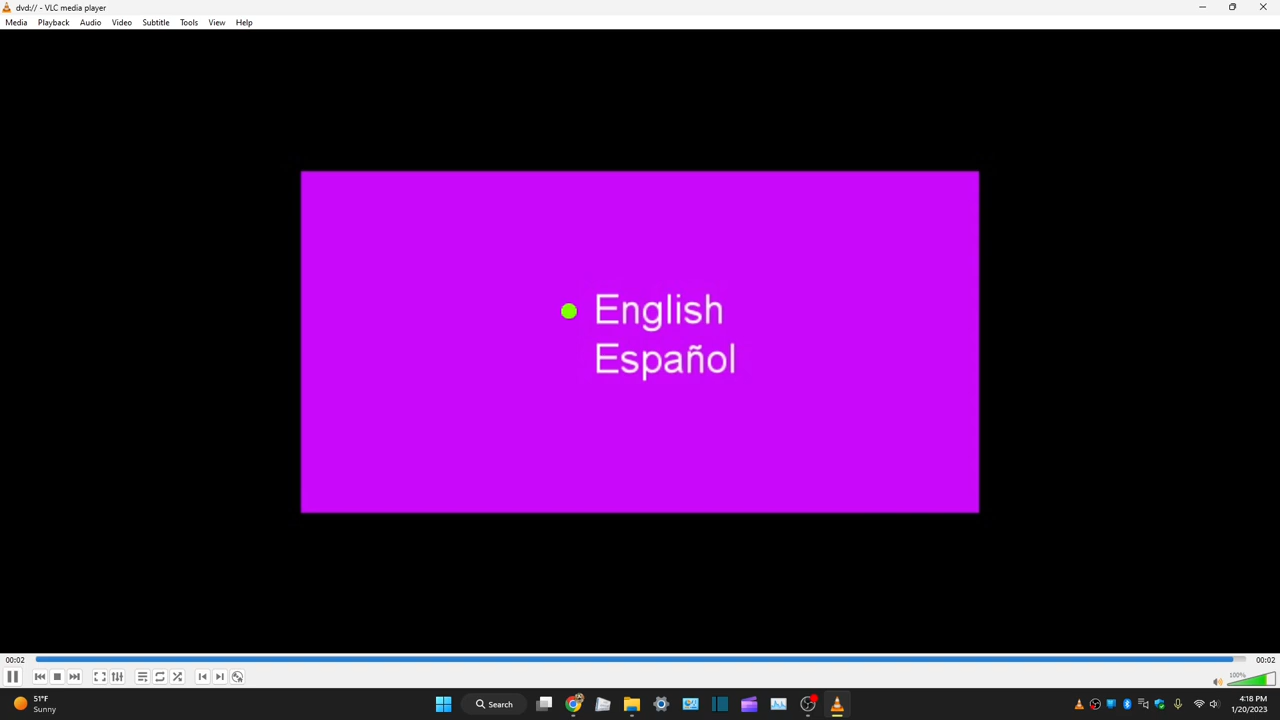 dvd:// - VLC media player
Media Playback Audio Video Subtitle Tools View Help
English
Español
00:02 00:02
100%
51°F
Sunny
Search
4:18 PM
1/20/2023